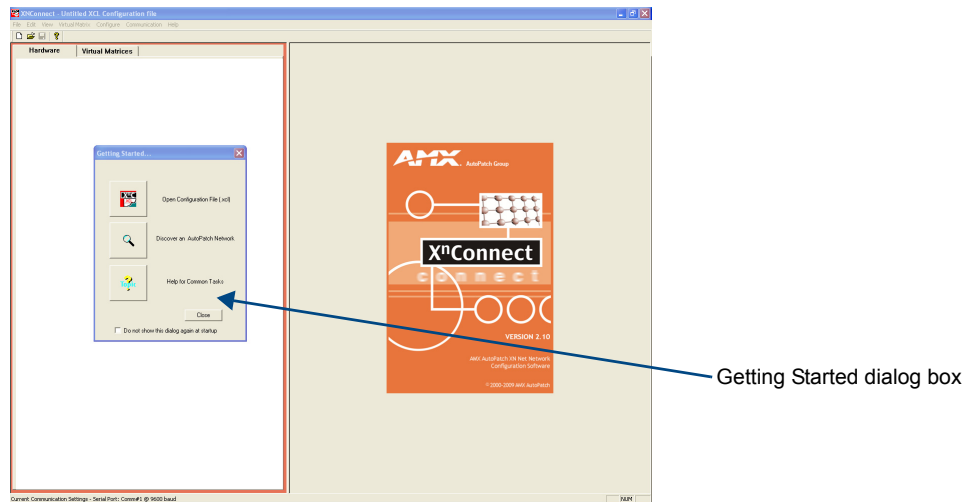 XNConnect - Untitled XCL Configuration file
File Edit View Virtual Matrix Configure Communication Help
Hardware Virtual Matrices
Getting Started...
Open Configuration File (.xcl)
Discover an AutoPatch Network
Help for Common Tasks
Close
Do not show this dialog again at startup
AMX AutoPatch Group
XnConnect
connect
VERSION 2.10
AMX AutoPatch XN Net Network
Configuration Software
© 2000-2009 AMX AutoPatch
Getting Started dialog box
Current Communication Settings - Serial Port: Comm#1 @ 9600 baud
NUM